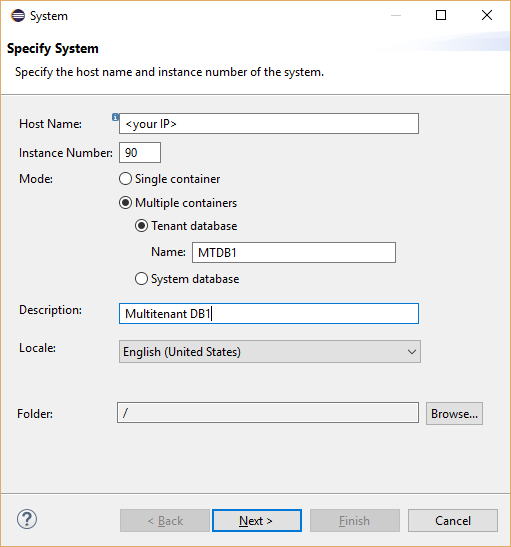 System
Specify System
Specify the host name and instance number of the system.
Host Name: <your IP>
Instance Number: 90
Mode: Single container
Multiple containers
Tenant database
Name: MTDB1
System database
Description: Multitenant DB1
Locale: English (United States)
Folder: / Browse...
? < Back Next > Finish Cancel